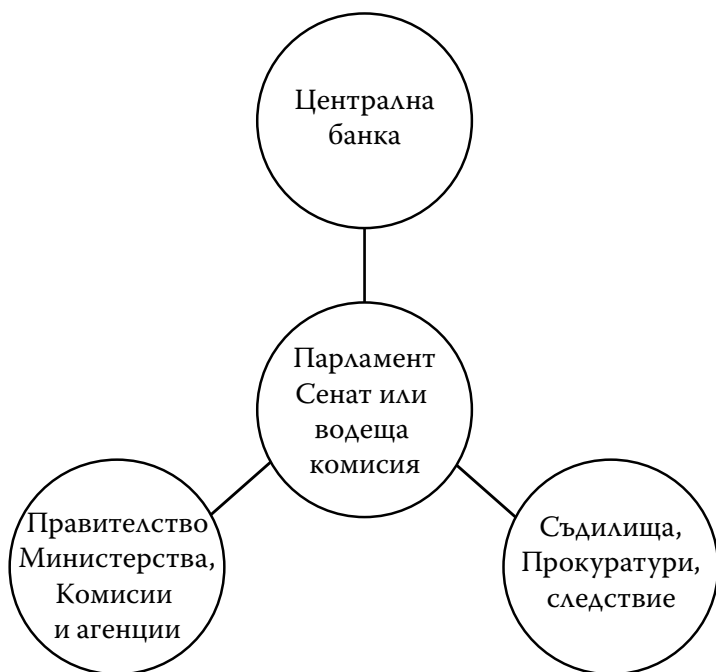 Централна
банка
Парламент
Сенат или
водеща
комисия
Правителство
Министерства,
Комисии
и агенции
Съдилища,
Прокуратури,
следствие